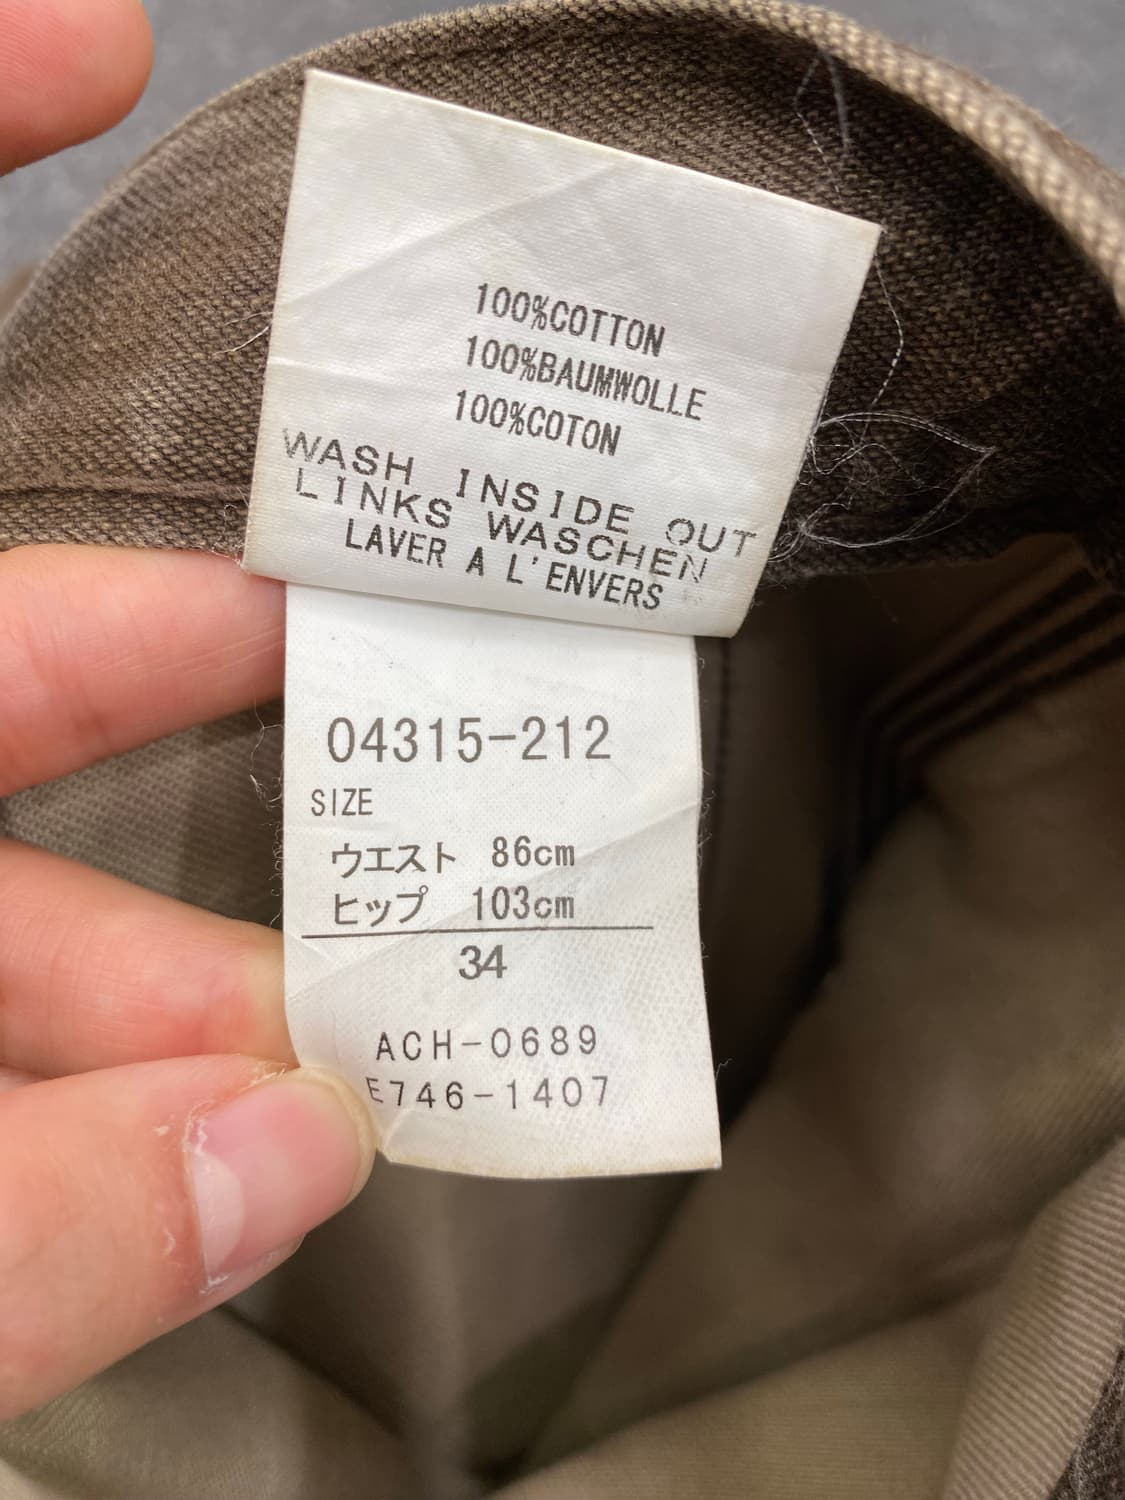 100%COTTON
100%BAUMWOLLE
100%COTON
WASH INSIDE OUT
LINKS WASCHEN
LAVER A L'ENVERS
04315-212
SIZE
ウエスト 86cm
ヒップ 103cm
34
ACH-0689
E746-1407